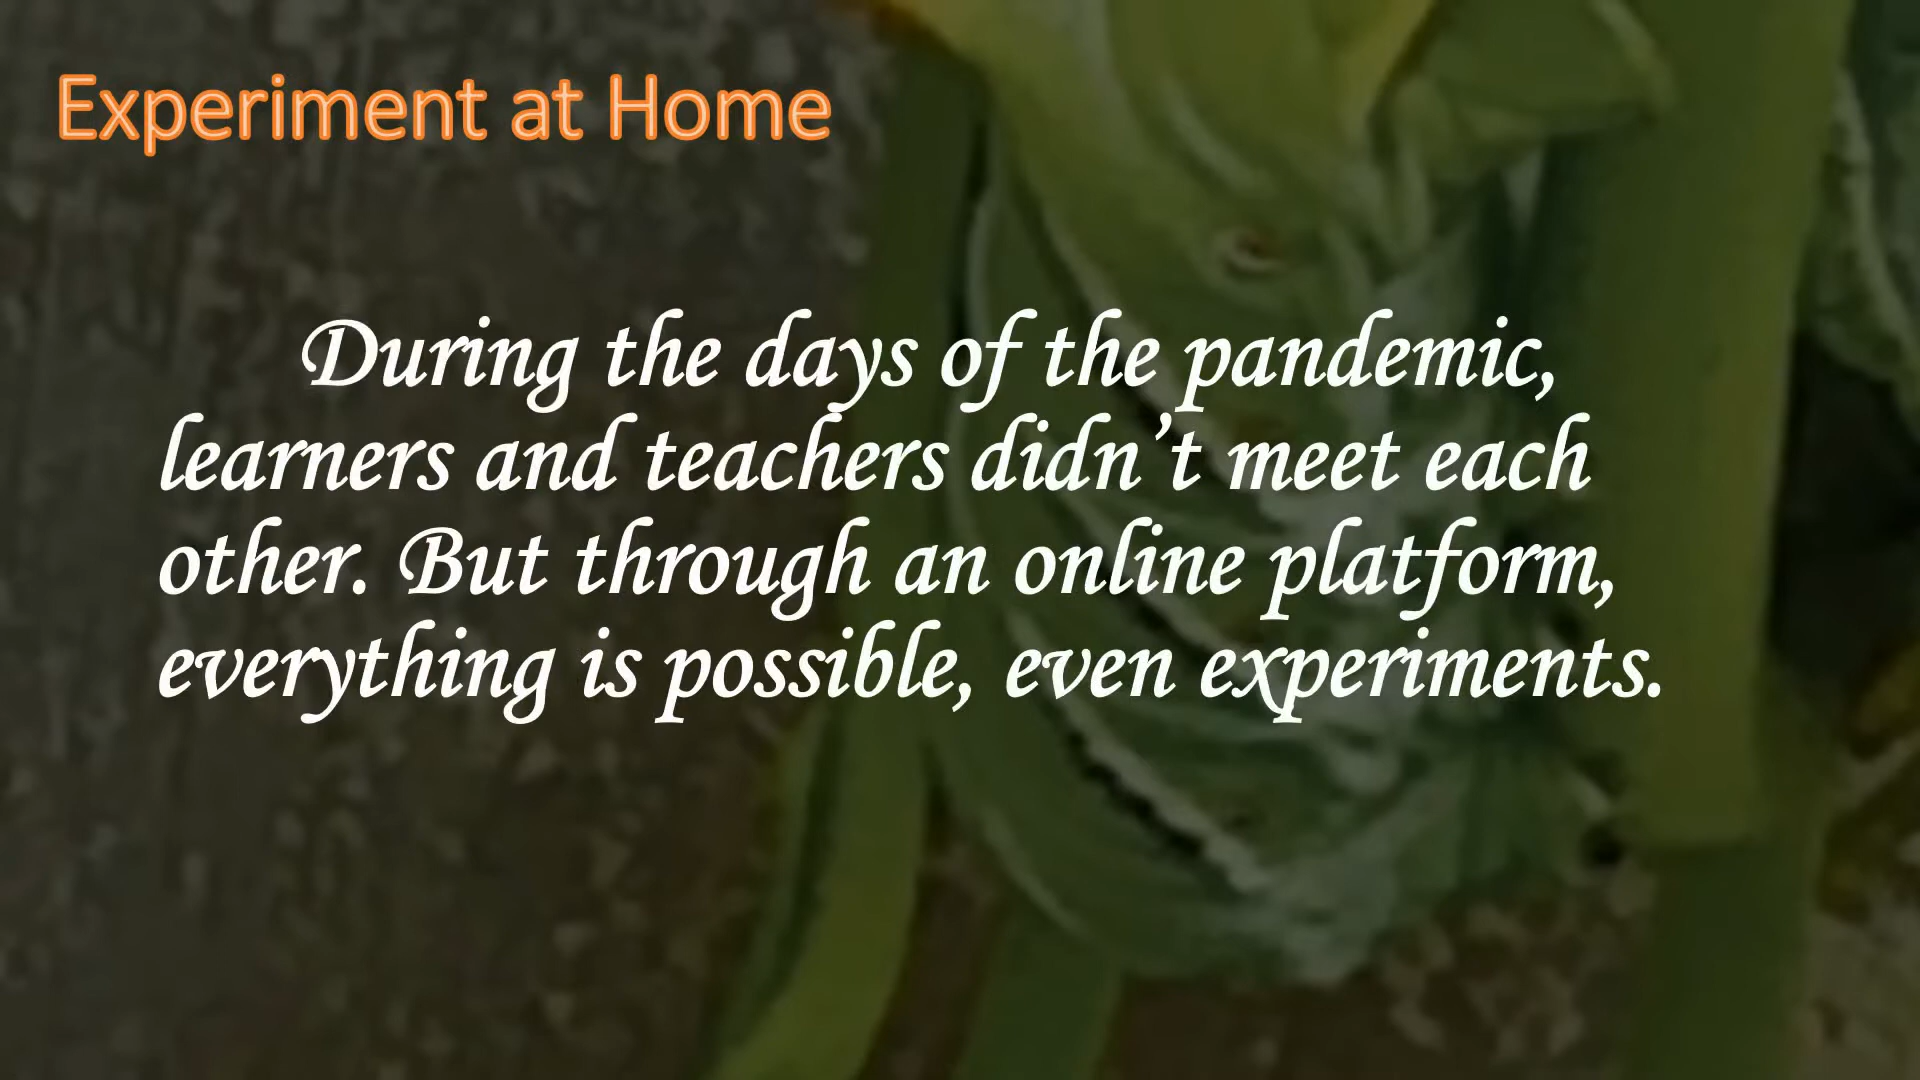 Experiment at Home
During the days of the pandemic,
learners and teachers didn’t meet each
other. But through an online platform,
everything is possible, even experiments.